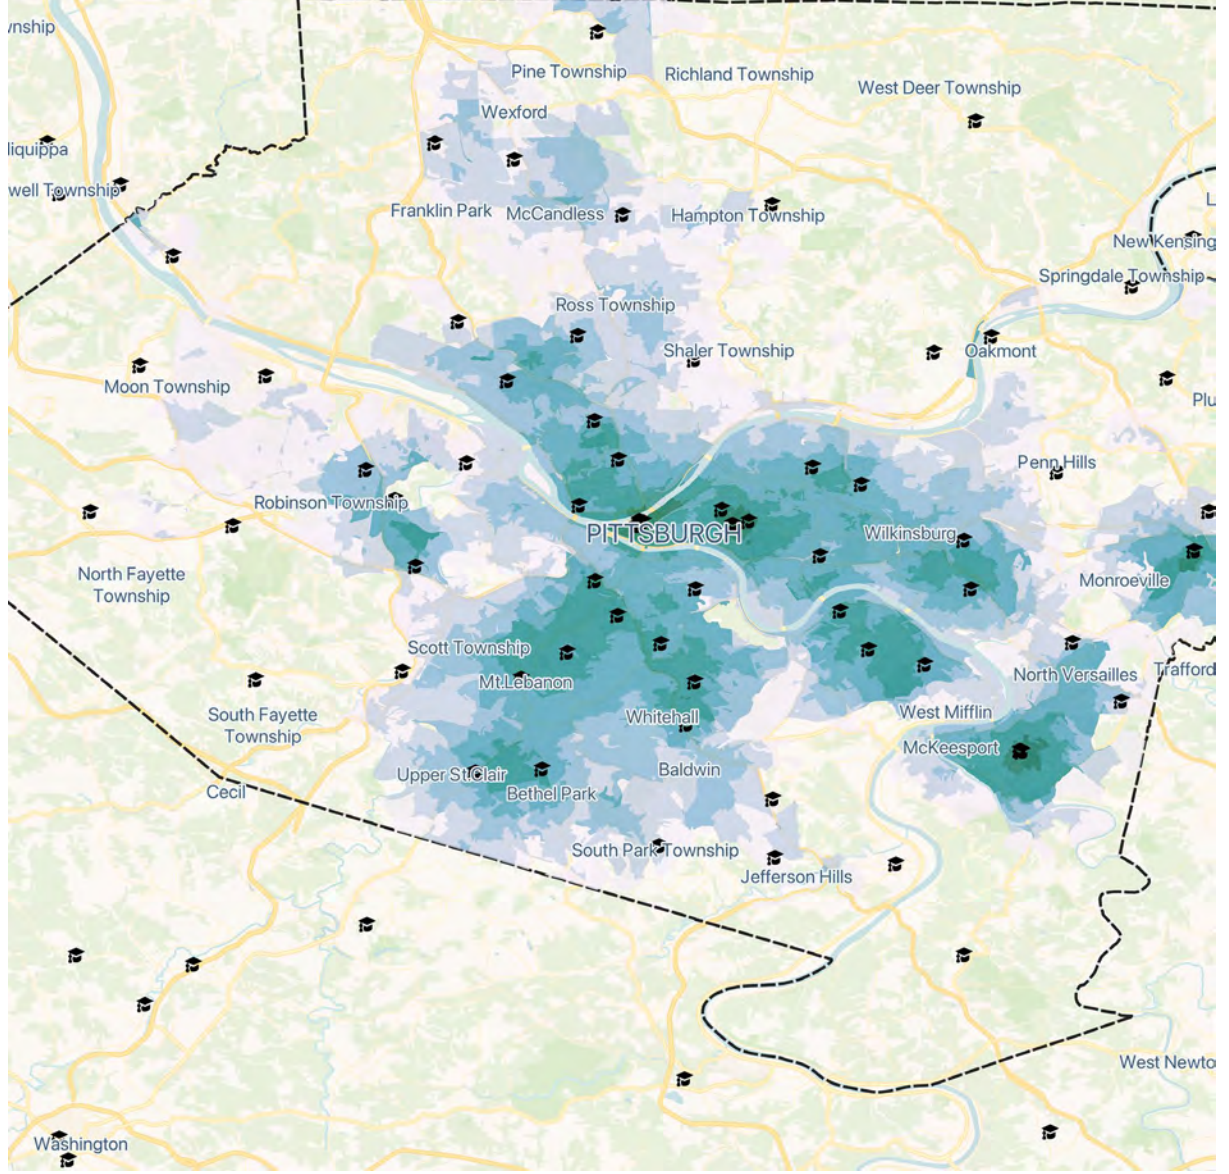 vnship
Pine Township
Richland Township
West Deer Township
Wexford
liquippa
well Township
Franklin Park
McCandless
Hampton Township
L
New Kensing
Springdale Township
Ross Township
Shaler Township
Oakmont
Moon Township
Plu
Penn Hills
Robinson Township
PITTSBURGH
Wilkinsburg
Monroeville
North Fayette
Township
Scott Township
Mt.Lebanon
North Versailles
Trafford
South Fayette
Township
Whitehall
West Mifflin
McKeesport
Cecil
Upper St.Clair
Baldwin
Bethel Park
South Park Township
Jefferson Hills
West Newto
Washington